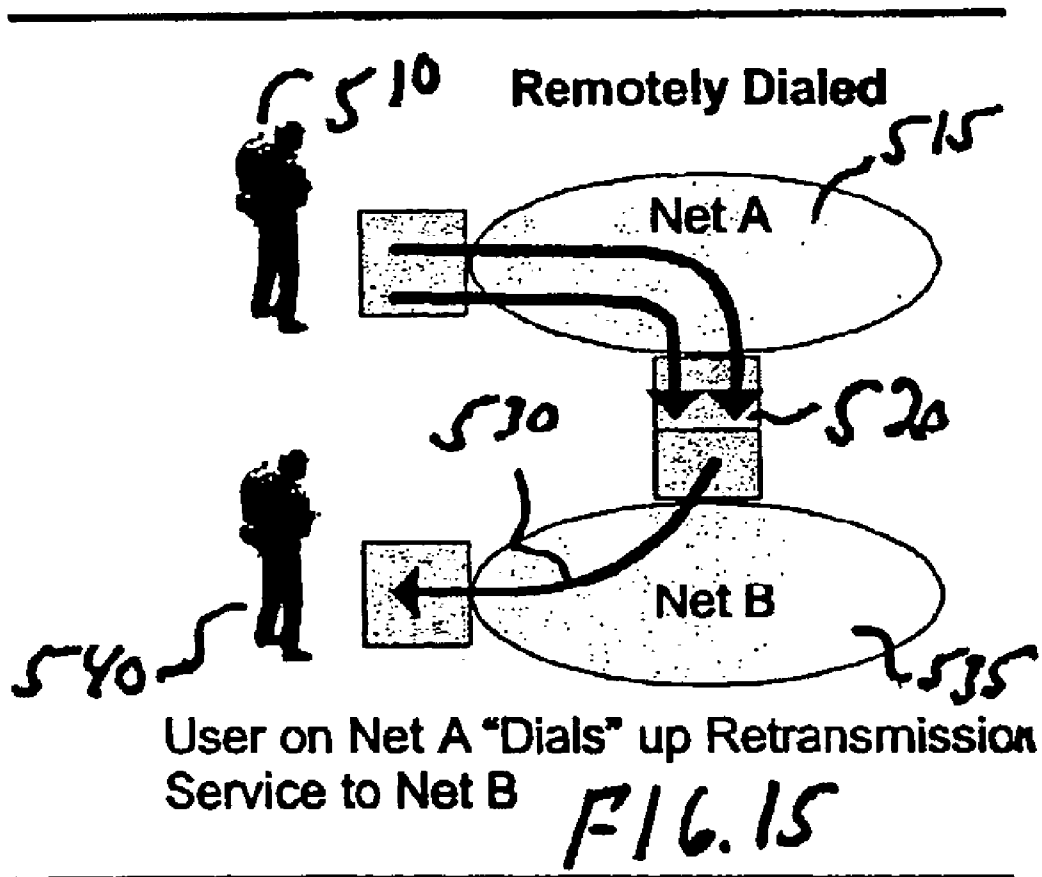 510
Remotely Dialed
515
Net A
530
520
Net B
540
535
User on Net A “Dials” up Retransmission
Service to Net B
FIG. 15